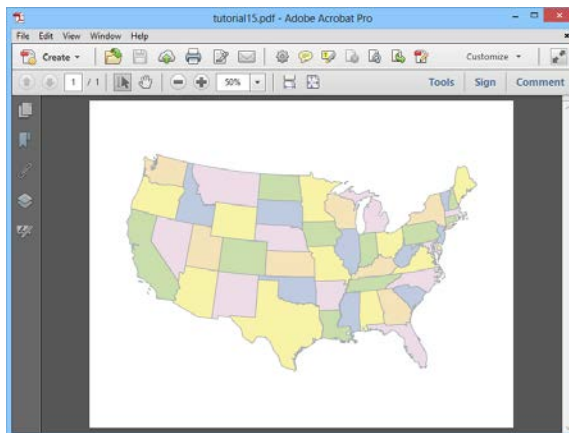 tutorial15.pdf - Adobe Acrobat Pro
File Edit View Window Help
Create Customize
1 / 1 50% Tools Sign Comment